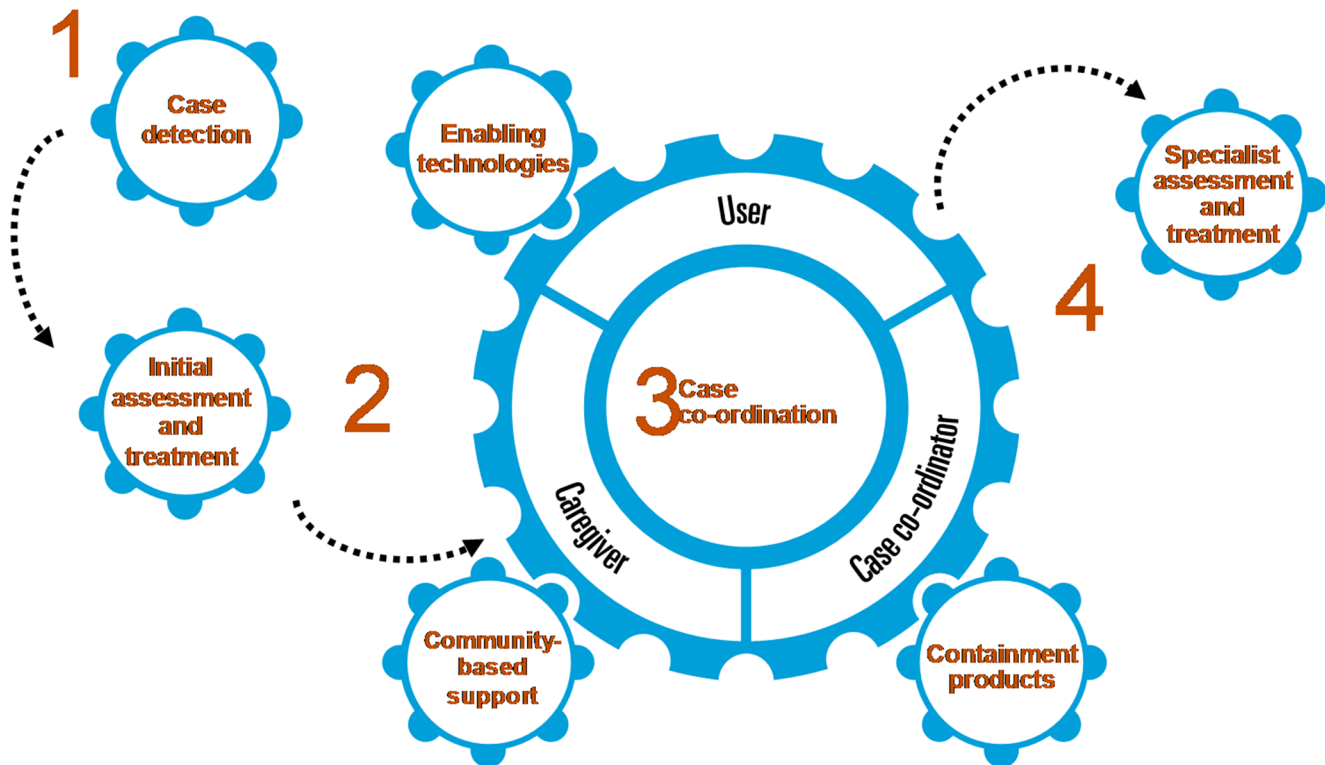 1
Case
detection
Enabling
technologies
User
Specialist
assessment
and
treatment
4
Initial
assessment
and
treatment
2
3
Case
co-ordination
Caregiver
Case co-ordinator
Community-
based
support
Containment
products